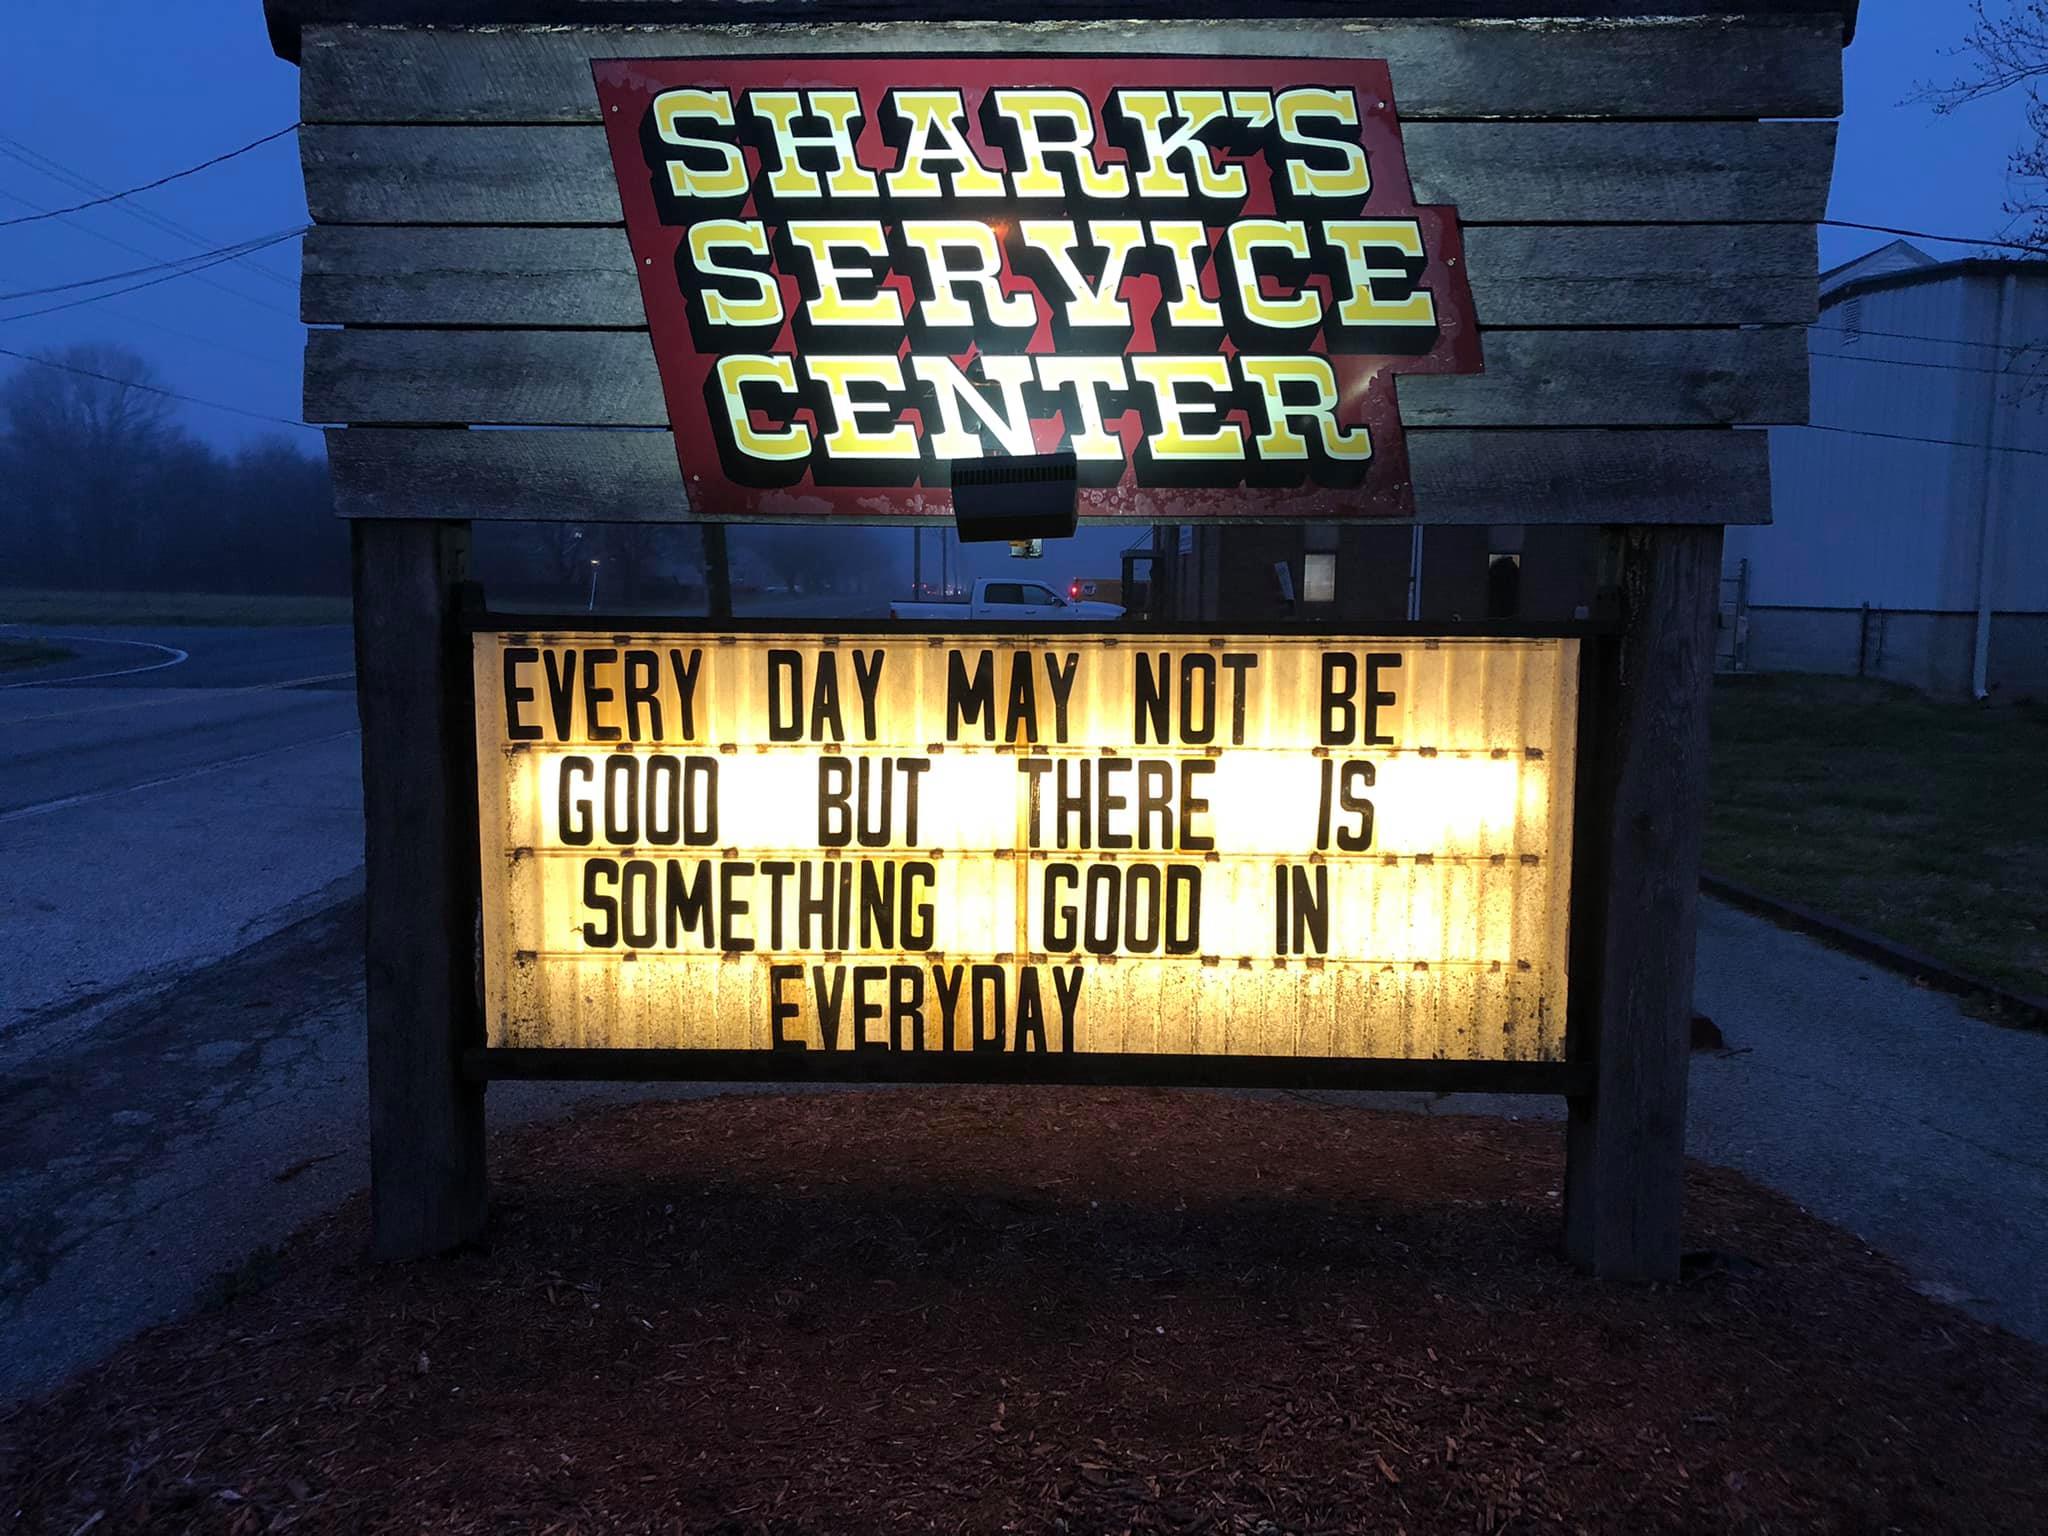 SHARK'S
SERVICE
CENTER
EVERY DAY MAY NOT BE
GOOD BUT THERE IS
SOMETHING GOOD IN
EVERYDAY